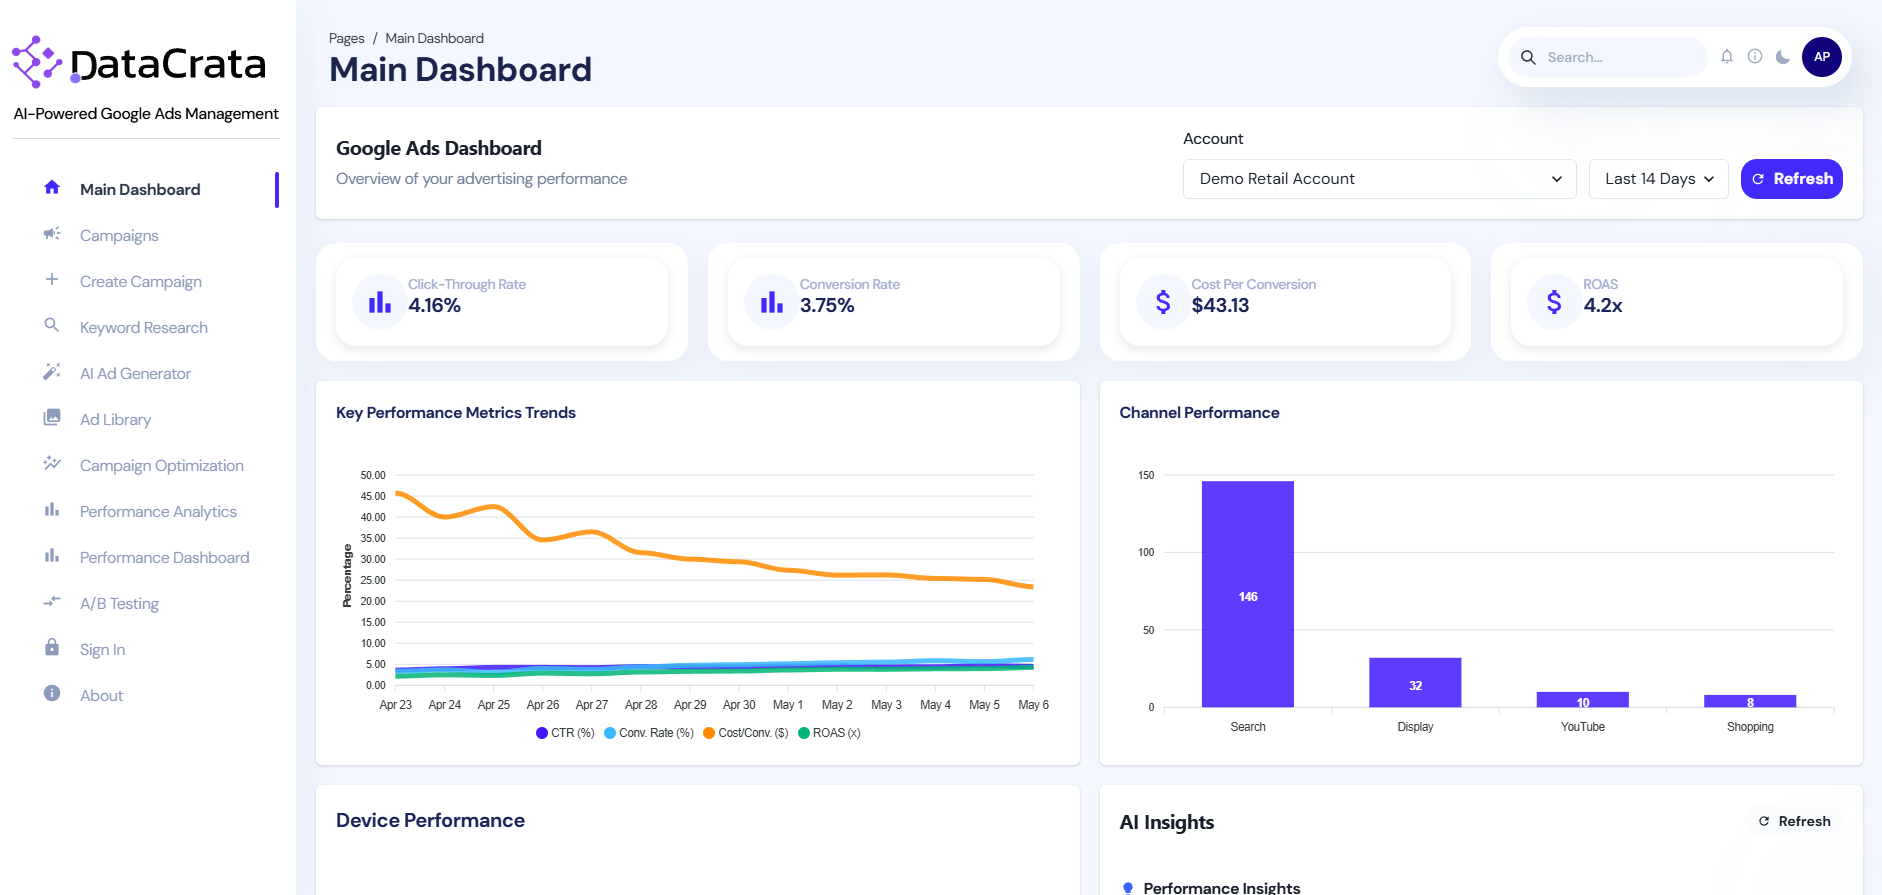 DataCrata
AI-Powered Google Ads Management
Main Dashboard
Campaigns
Create Campaign
Keyword Research
AI Ad Generator
Ad Library
Campaign Optimization
Performance Analytics
Performance Dashboard
A/B Testing
Sign In
About
Pages / Main Dashboard
Main Dashboard
Search...
AP
Google Ads Dashboard
Overview of your advertising performance
Account
Demo Retail Account
Last 14 Days
Refresh
Click-Through Rate
4.16%
Conversion Rate
3.75%
Cost Per Conversion
$43.13
ROAS
4.2x
Key Performance Metrics Trends
Percentage
50.00
45.00
40.00
35.00
30.00
25.00
20.00
15.00
10.00
5.00
0.00
Apr 23 Apr 24 Apr 25 Apr 26 Apr 27 Apr 28 Apr 29 Apr 30 May 1 May 2 May 3 May 4 May 5 May 6
CTR (%) Conv. Rate (%) Cost/Conv. ($) ROAS (x)
Channel Performance
150
100
50
0
146
32
10
8
Search Display YouTube Shopping
Device Performance
AI Insights
Refresh
Performance Insights